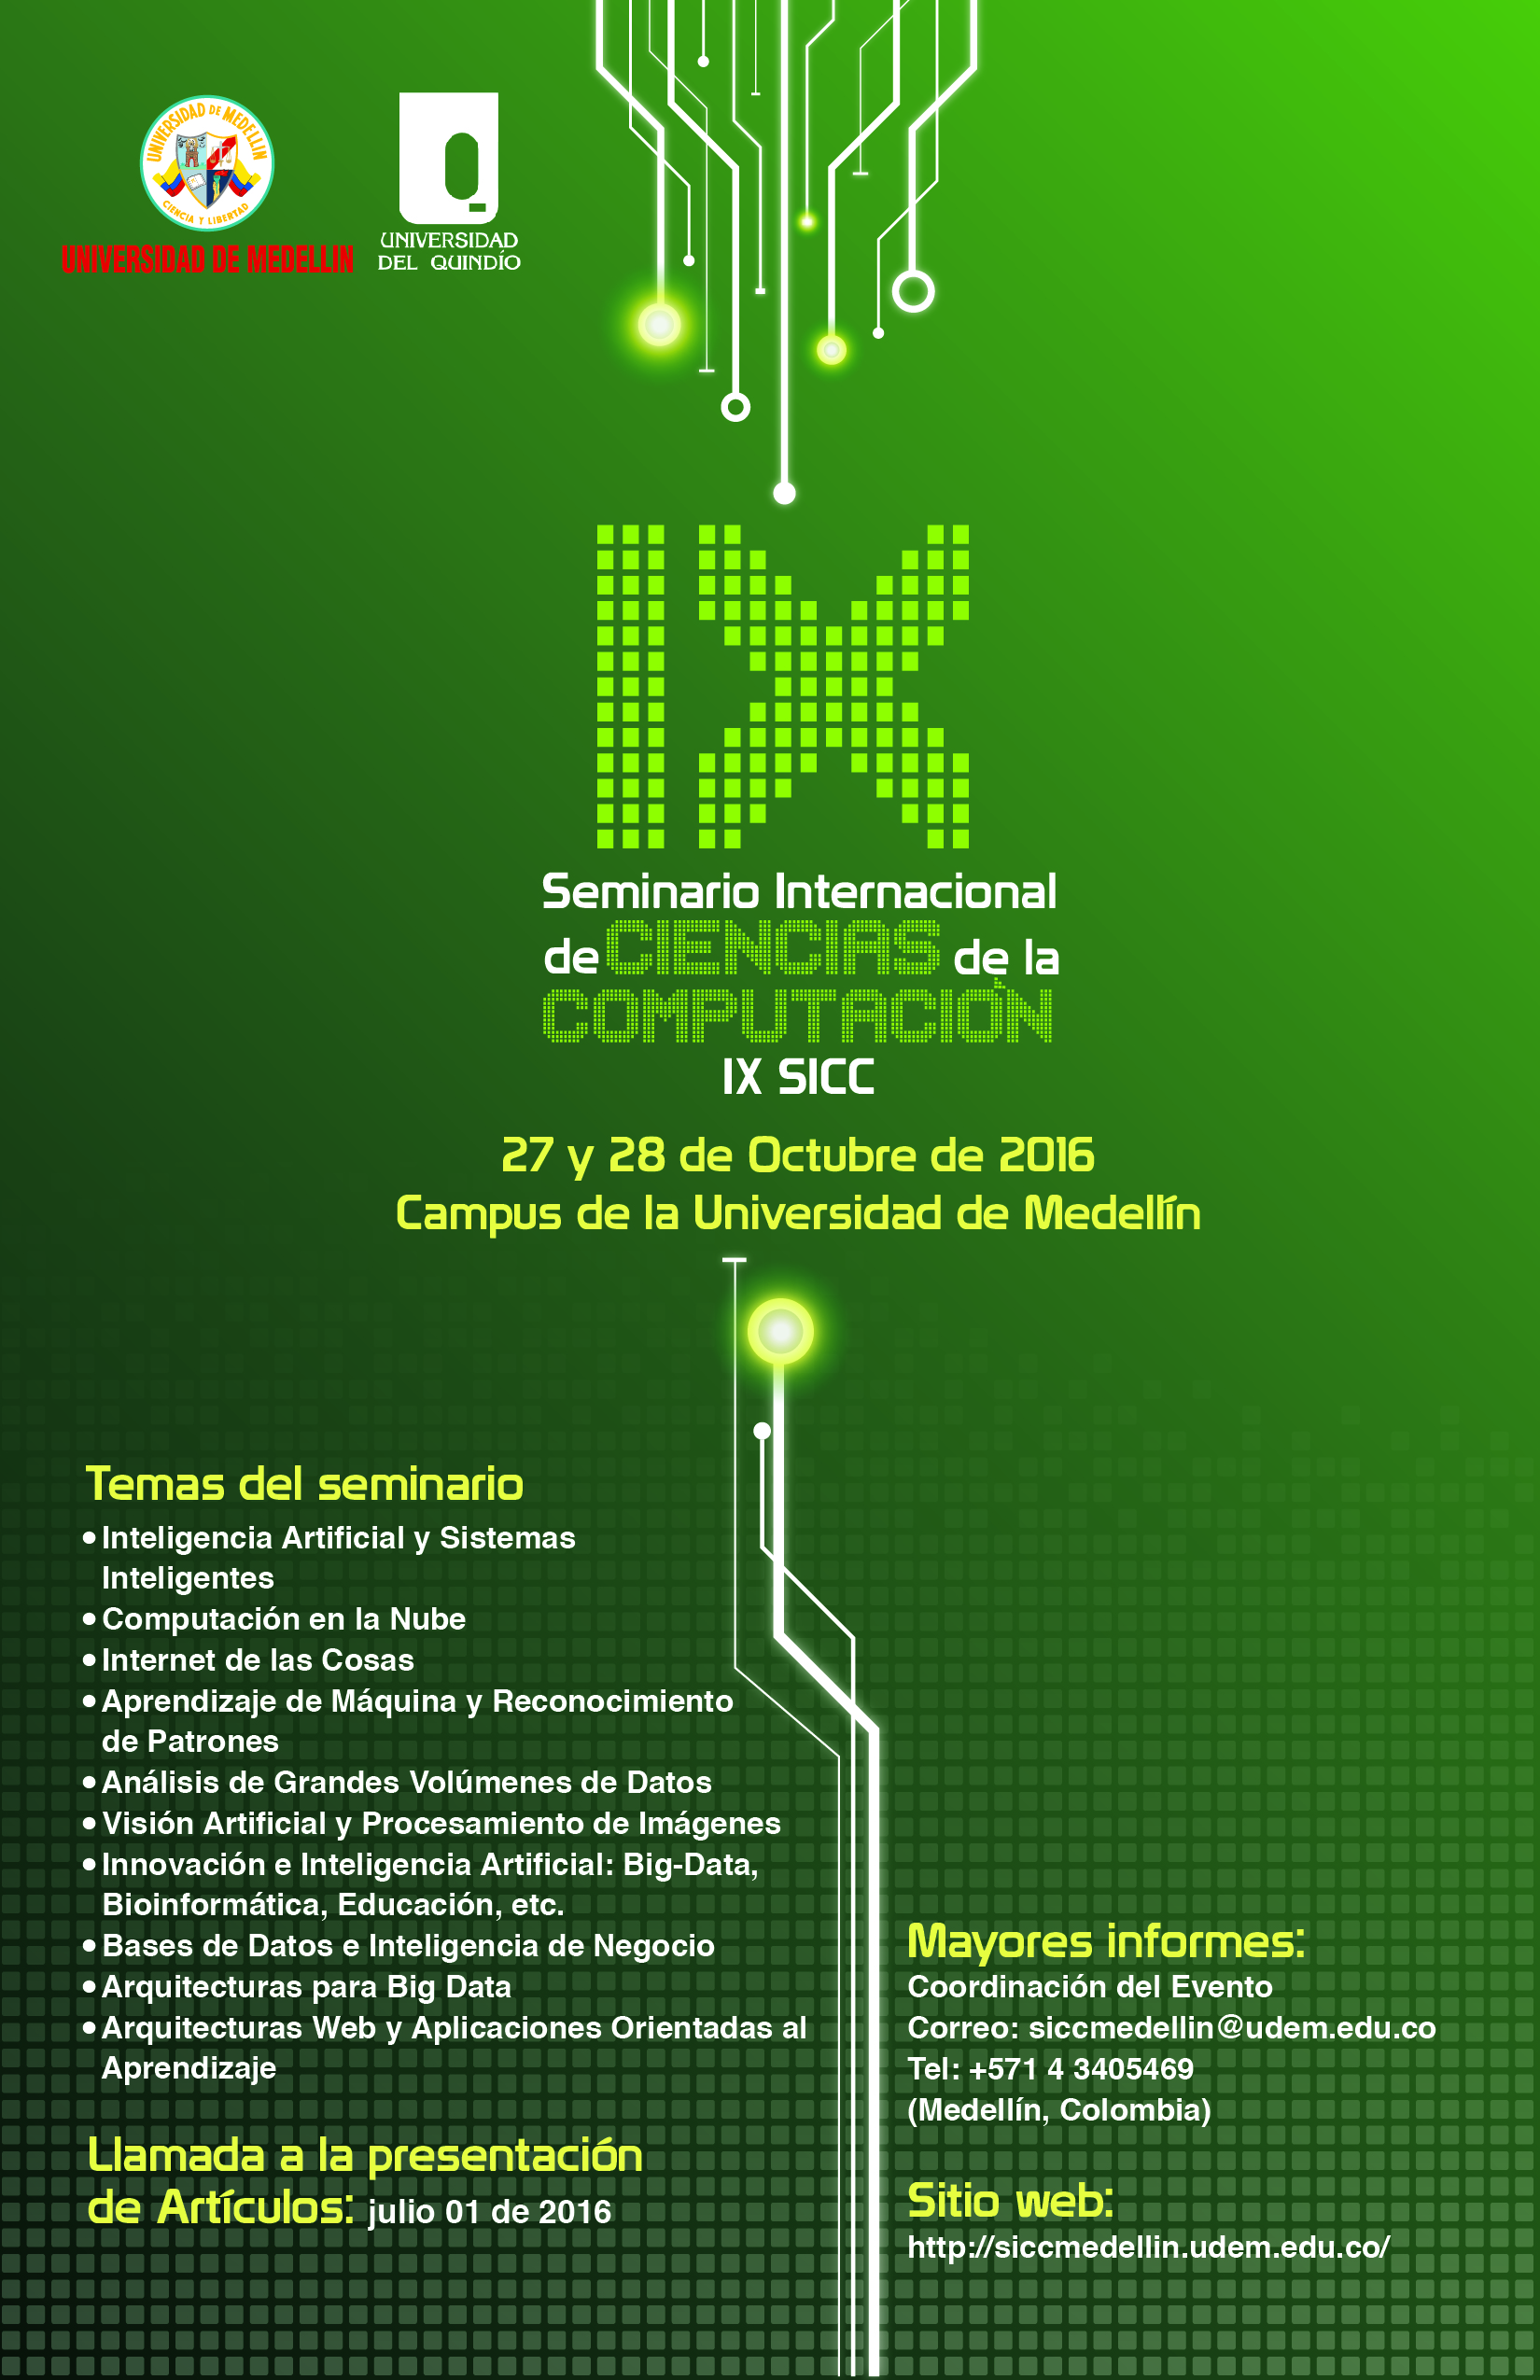 UNIVERSIDAD DE MEDELLIN
CIENCIA Y LIBERTAD
UNIVERSIDAD DE MEDELLIN
UNIVERSIDAD
DEL QUINDÍO
IX
Seminario Internacional
de CIENCIAS de la
COMPUTACIÓN
IX SICC
27 y 28 de Octubre de 2016
Campus de la Universidad de Medellín
Temas del seminario
• Inteligencia Artificial y Sistemas
Inteligentes
• Computación en la Nube
• Internet de las Cosas
• Aprendizaje de Máquina y Reconocimiento
de Patrones
• Análisis de Grandes Volúmenes de Datos
• Visión Artificial y Procesamiento de Imágenes
• Innovación e Inteligencia Artificial: Big-Data,
Bioinformática, Educación, etc.
• Bases de Datos e Inteligencia de Negocio
• Arquitecturas para Big Data
• Arquitecturas Web y Aplicaciones Orientadas al
Aprendizaje
Llamada a la presentación
de Artículos: julio 01 de 2016
Mayores informes:
Coordinación del Evento
Correo: siccmedellin@udem.edu.co
Tel: +571 4 3405469
(Medellín, Colombia)
Sitio web:
http://siccmedellin.udem.edu.co/